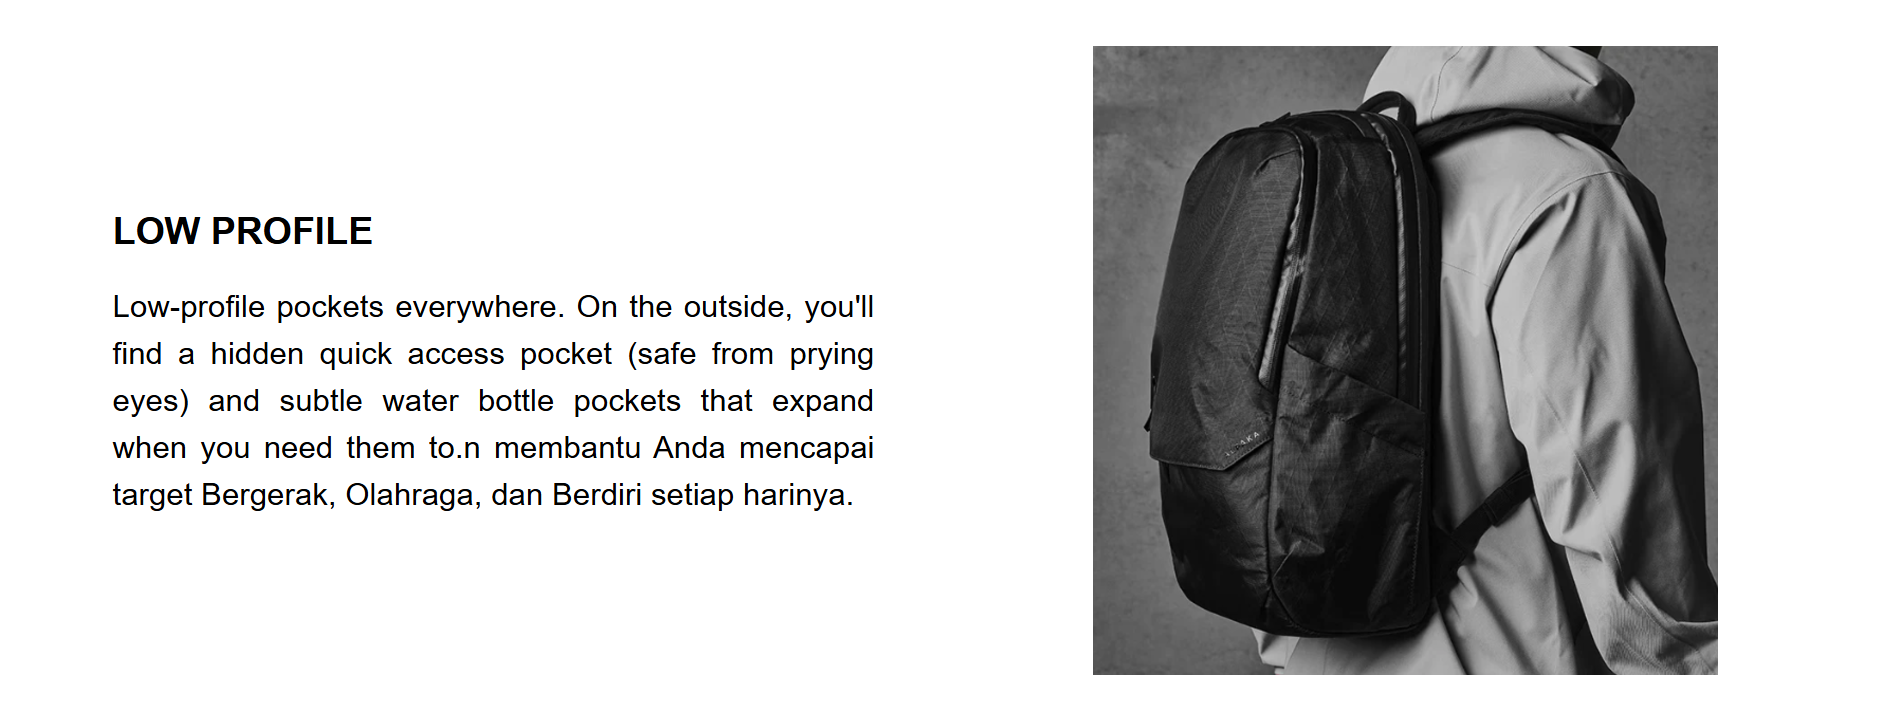 LOW PROFILE
Low-profile pockets everywhere. On the outside, you'll
find a hidden quick access pocket (safe from prying
eyes) and subtle water bottle pockets that expand
when you need them to.n membantu Anda mencapai
target Bergerak, Olahraga, dan Berdiri setiap harinya.